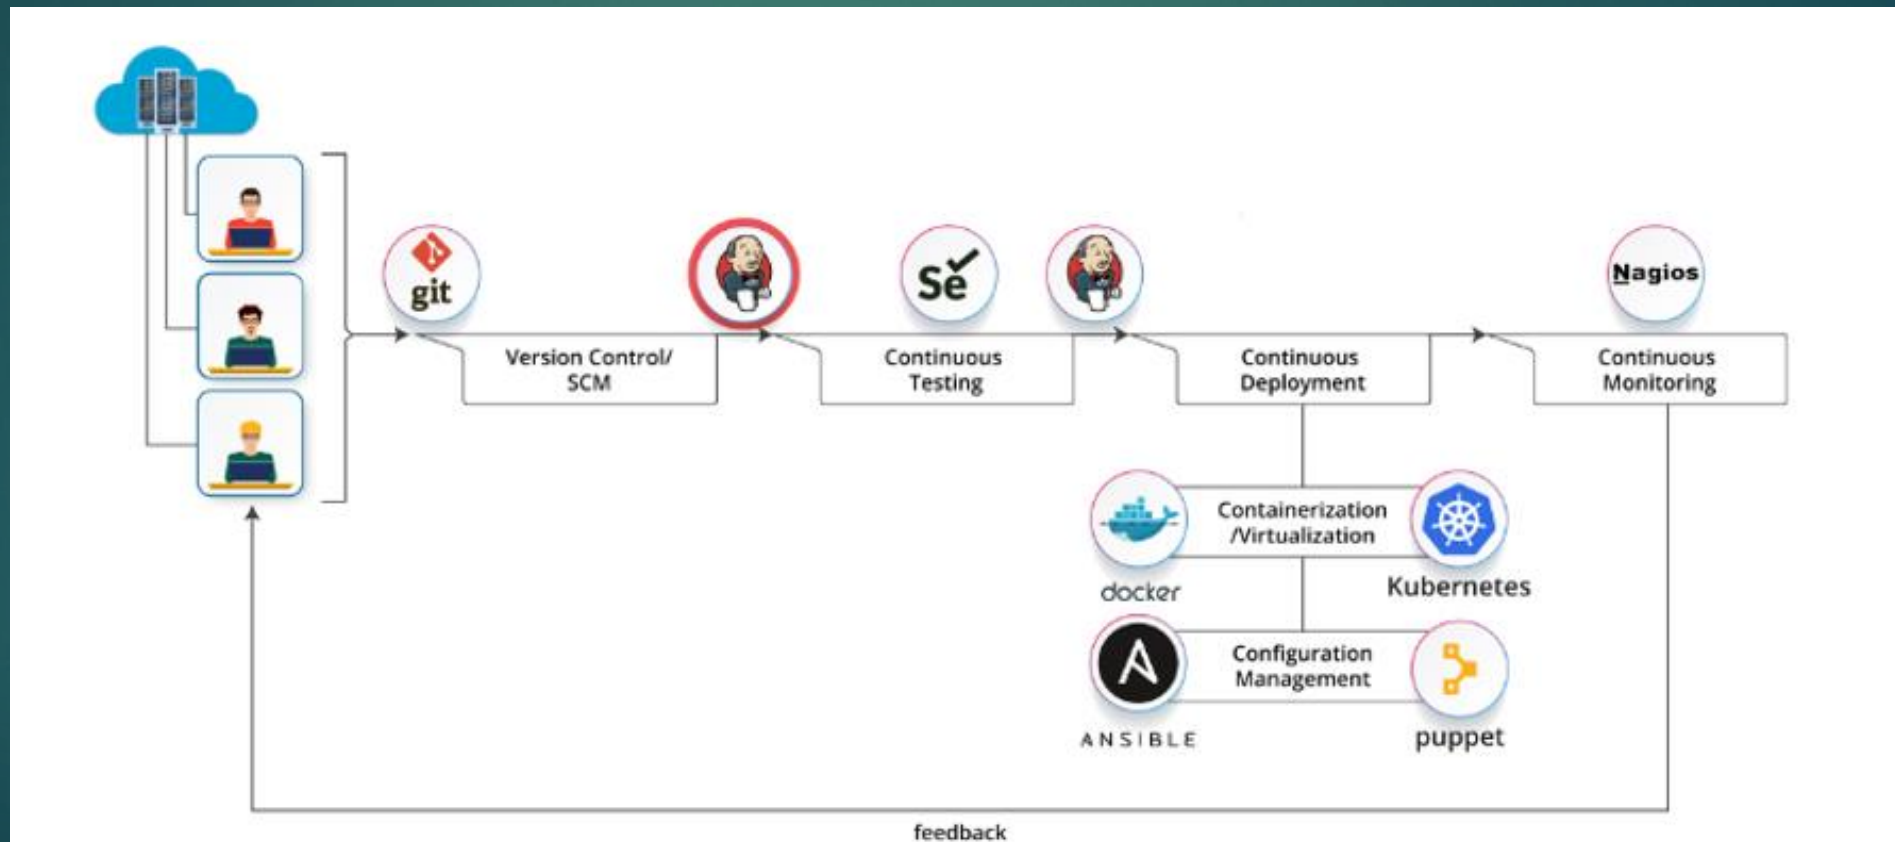 git
Se
Nagios
Version Control/
SCM
Continuous
Testing
Continuous
Deployment
Continuous
Monitoring
Containerization
/Virtualization
docker
Kubernetes
Configuration
Management
ANSIBLE
puppet
feedback